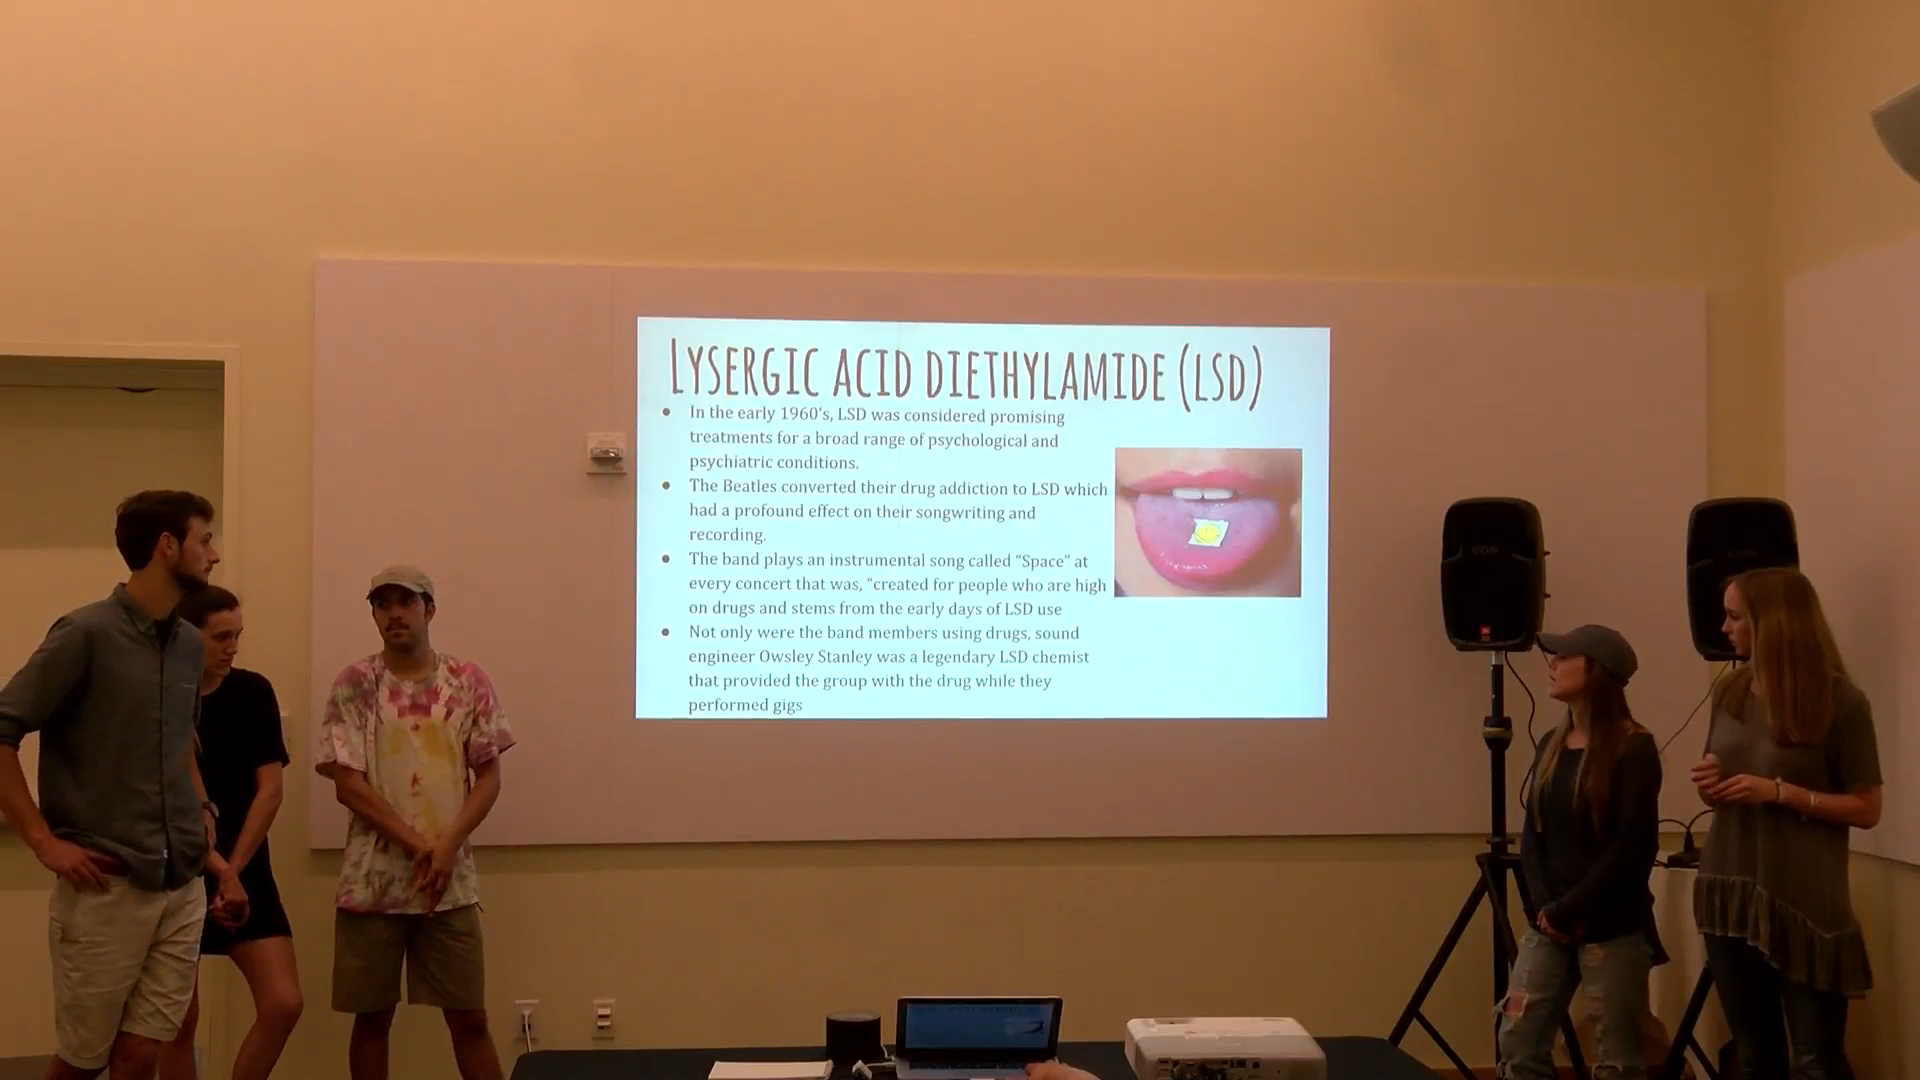 LYSERGIC ACID DIETHYLAMIDE (LSD)
● In the early 1960's, LSD was considered promising
treatments for a broad range of psychological and
psychiatric conditions.
● The Beatles converted their drug addiction to LSD which
had a profound effect on their songwriting and
recording.
● The band plays an instrumental song called “Space” at
every concert that was, “created for people who are high
on drugs and stems from the early days of LSD use
● Not only were the band members using drugs, sound
engineer Owsley Stanley was a legendary LSD chemist
that provided the group with the drug while they
performed gigs
EON